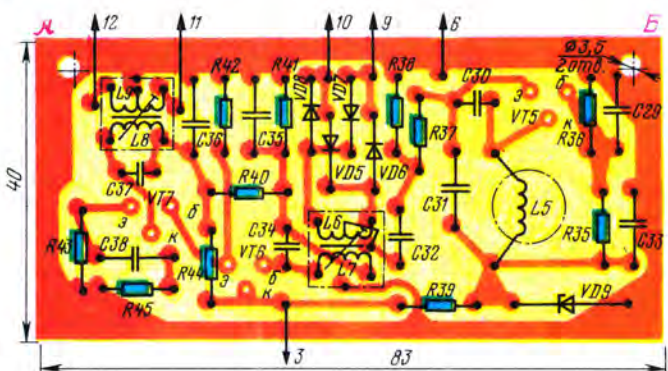 А
12
11
10
9
6
Б
Ø3,5
2отв.
R42
R41
VD8
VD7
R38
C30
э
б
L9
L8
C36
C35
R37
VT5
к
R36
C29
C37
VT7
VD5
VD6
40
R40
C31
L5
э
б
L6
R43
C38
к
C34
C32
R35
C33
R44
VT6
L7
э
б
R45
к
R39
VD9
3
83